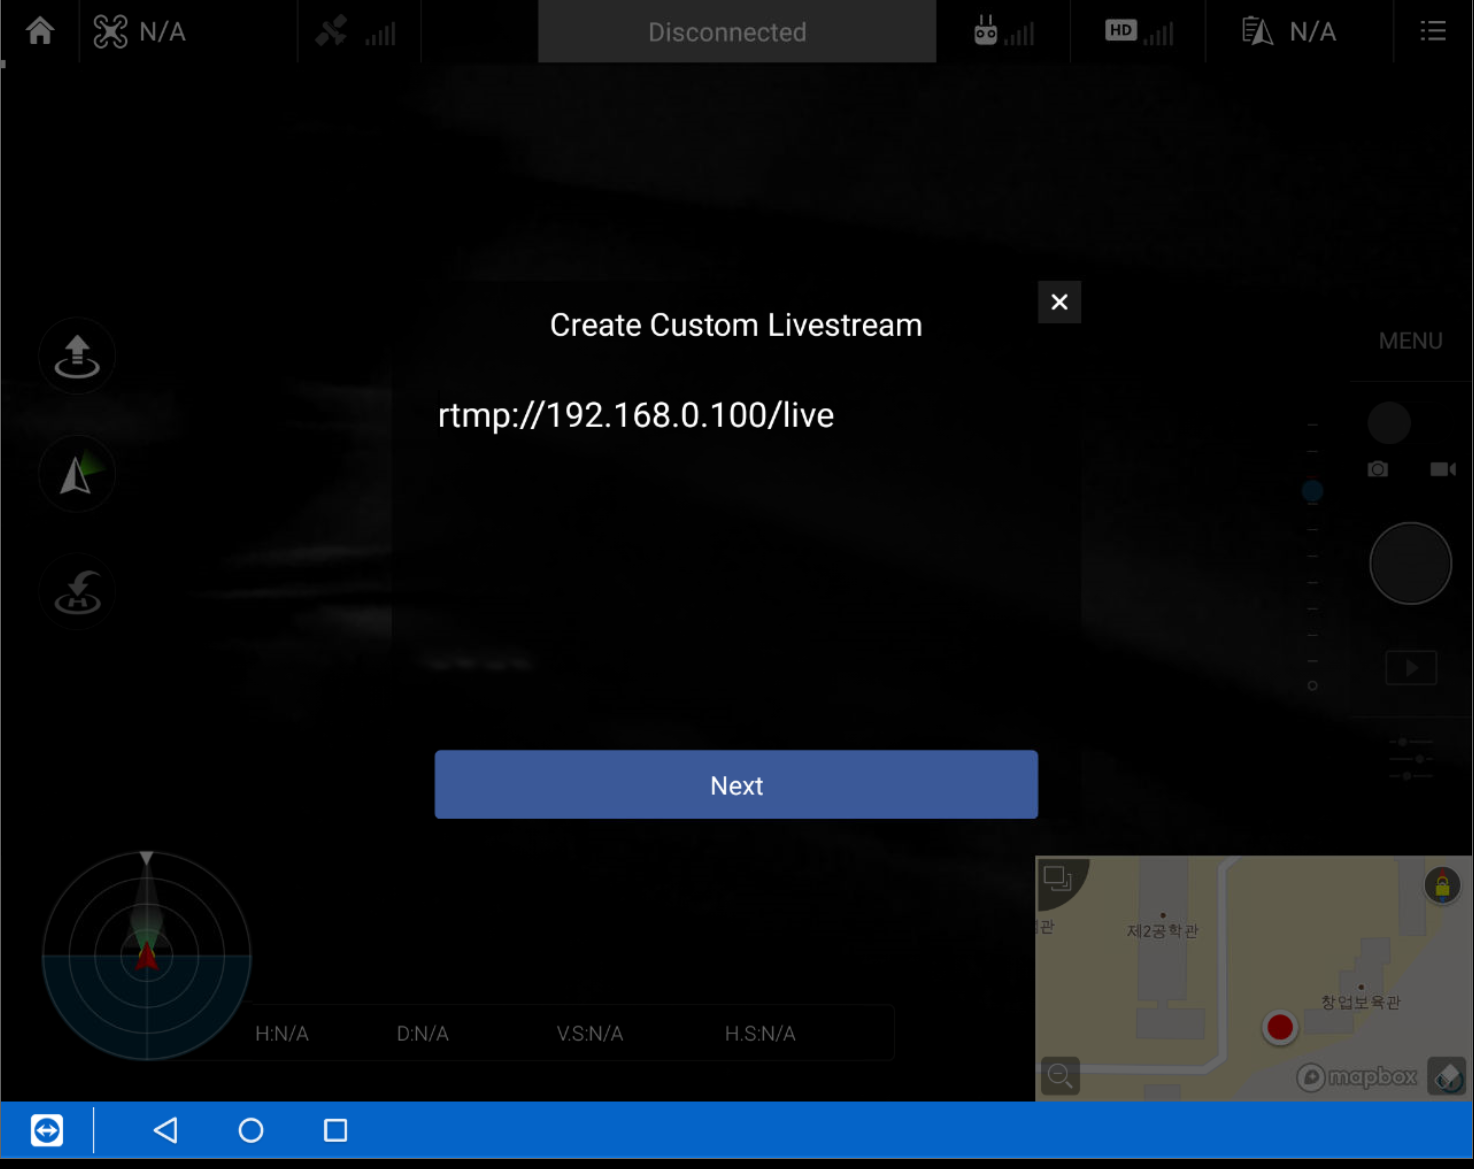 N/A
Disconnected
HD
N/A
Create Custom Livestream
rtmp://192.168.0.100/live
MENU
Next
제2공학관
창업보육관
H:N/A
D:N/A
V.S:N/A
H.S:N/A
mapbox